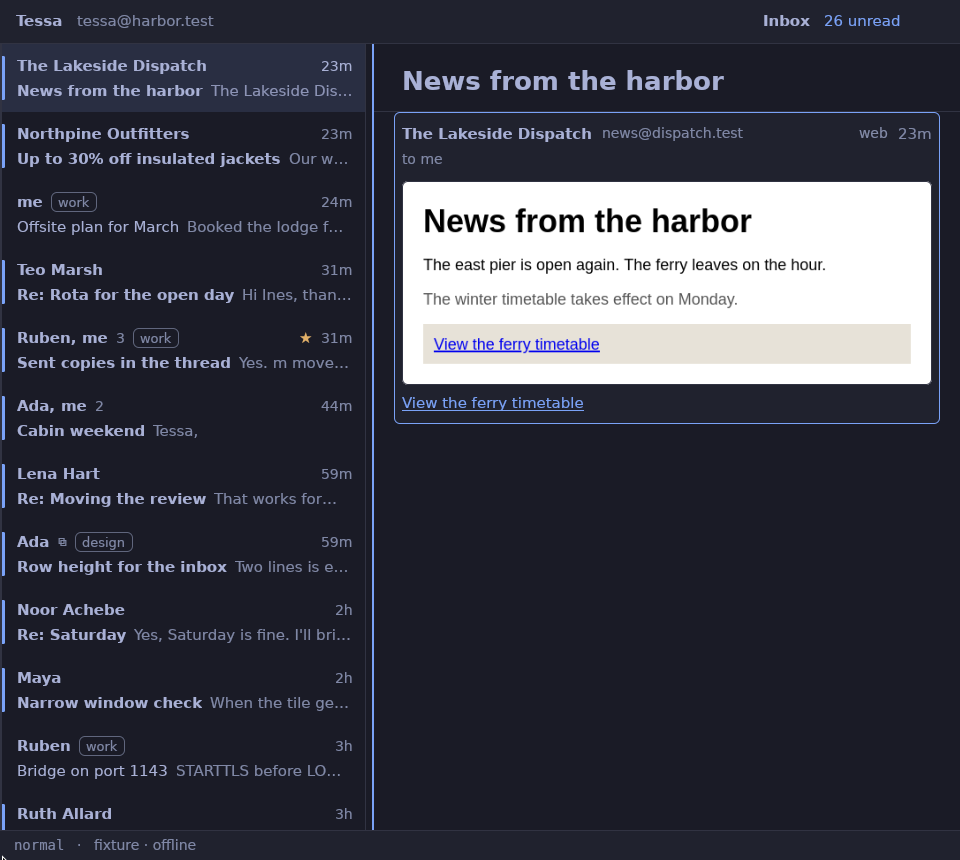 Tessa tessa@harbor.test Inbox 26 unread
The Lakeside Dispatch 23m
News from the harbor The Lakeside Dis…
Northpine Outfitters 23m
Up to 30% off insulated jackets Our w…
me work 24m
Offsite plan for March Booked the lodge f…
Teo Marsh 31m
Re: Rota for the open day Hi Ines, than…
Ruben, me 3 work ★ 31m
Sent copies in the thread Yes. m move…
Ada, me 2 44m
Cabin weekend Tessa,
Lena Hart 59m
Re: Moving the review That works for…
Ada design 59m
Row height for the inbox Two lines is e…
Noor Achebe 2h
Re: Saturday Yes, Saturday is fine. I'll bri…
Maya 2h
Narrow window check When the tile ge…
Ruben work 3h
Bridge on port 1143 STARTTLS before LO…
Ruth Allard 3h
News from the harbor
The Lakeside Dispatch news@dispatch.test web 23m
to me
News from the harbor
The east pier is open again. The ferry leaves on the hour.
The winter timetable takes effect on Monday.
View the ferry timetable
View the ferry timetable
normal · fixture · offline